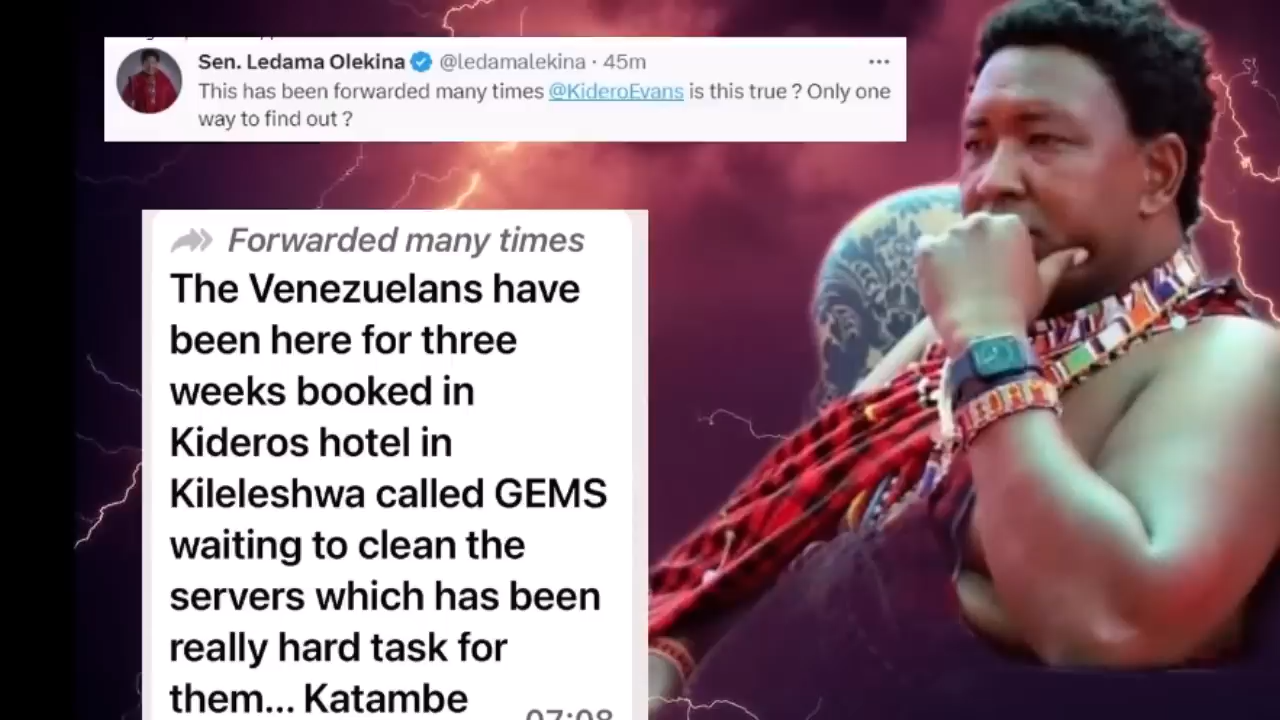 Sen. Ledama Olekina @ledamalekina · 45m
This has been forwarded many times @KideroEvans is this true ? Only one
way to find out ?
Forwarded many times
The Venezuelans have
been here for three
weeks booked in
Kideros hotel in
Kileleshwa called GEMS
waiting to clean the
servers which has been
really hard task for
them... Katambe
07:08